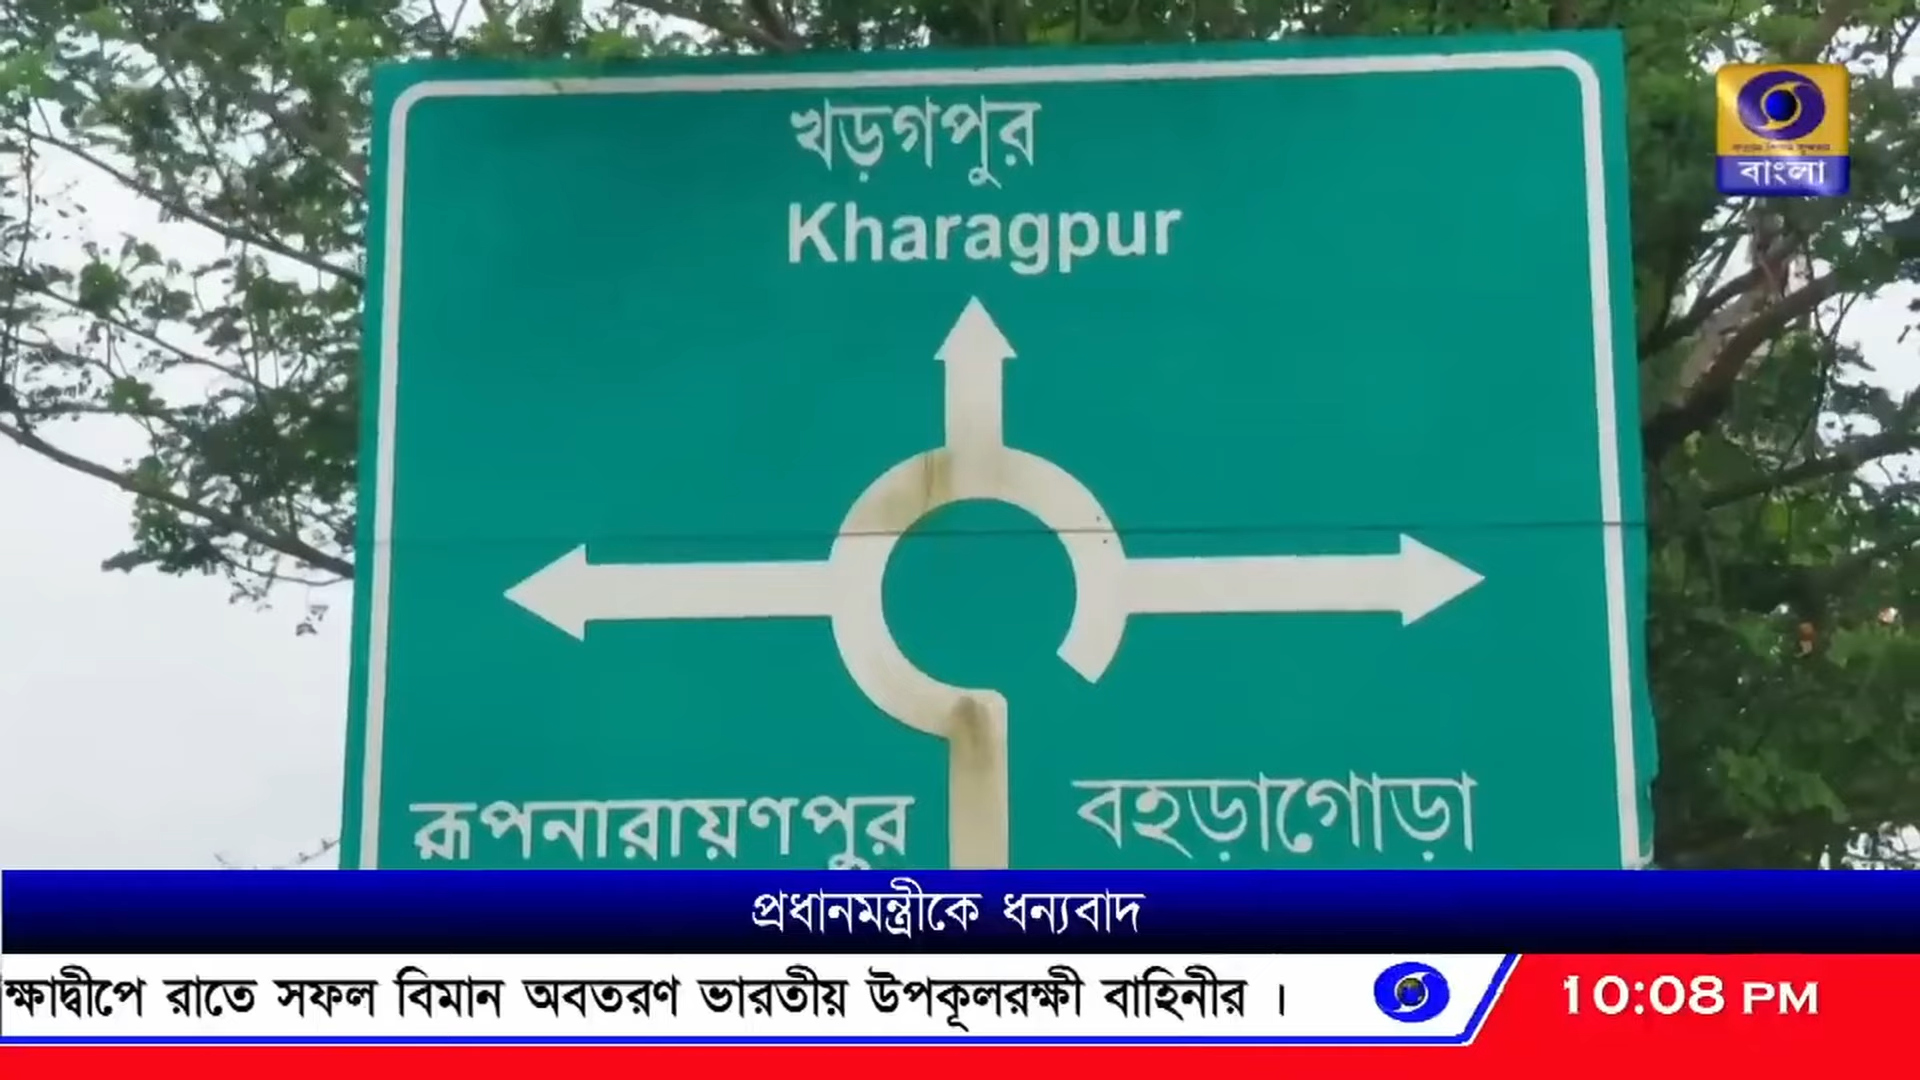 খড়গপুর
Kharagpur
রূপনারায়ণপুর
বহড়াগোড়া
বাংলা
প্রধানমন্ত্রীকে ধন্যবাদ
ক্ষাদ্বীপে রাতে সফল বিমান অবতরণ ভারতীয় উপকূলরক্ষী বাহিনীর ।
10:08 PM